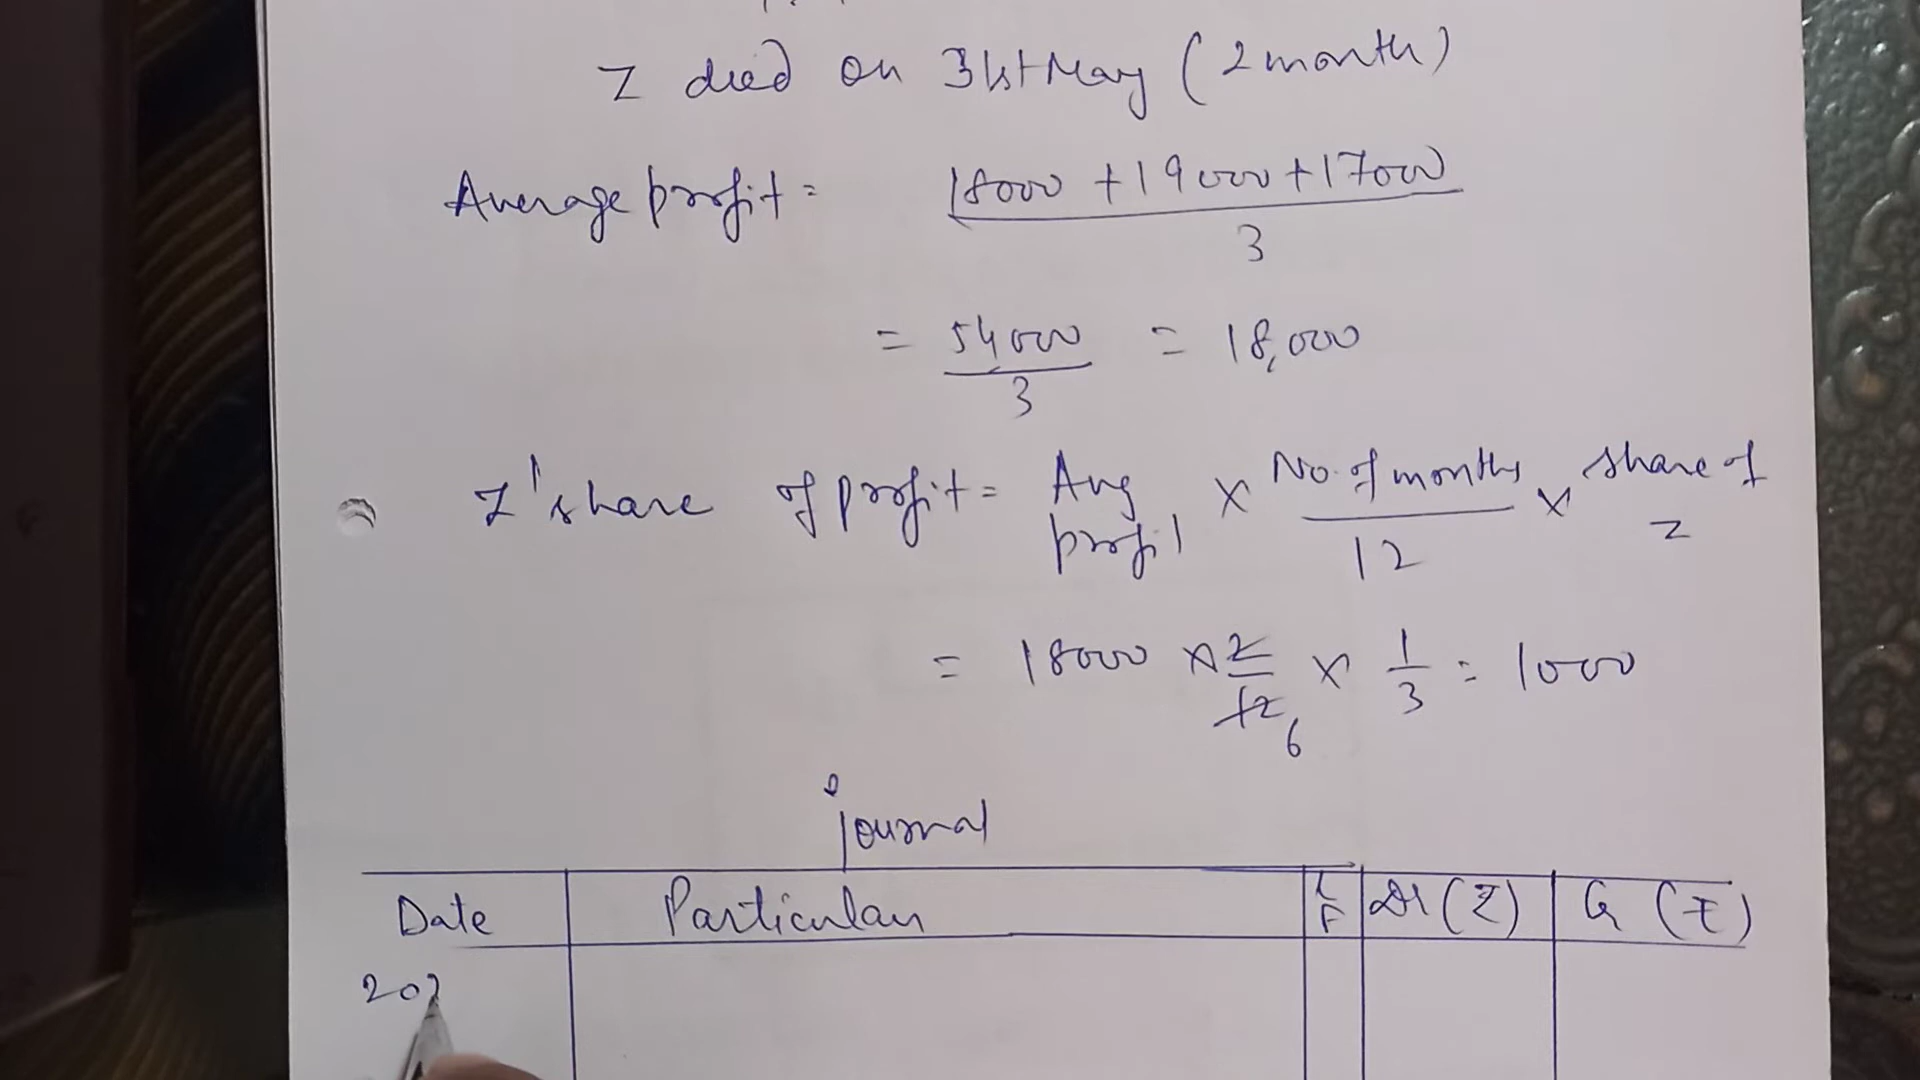 Z died on 31st May (2 month)
Average profit = 18000 + 19000 + 17000
3
= 54000 = 18,000
3
Z's share of profit = Avg profit x No. of months x share of Z
12
= 18000 x 2 x 1 = 1000
12 3
6
journal
Date Particular LF Dr (₹) Cr (₹)
202